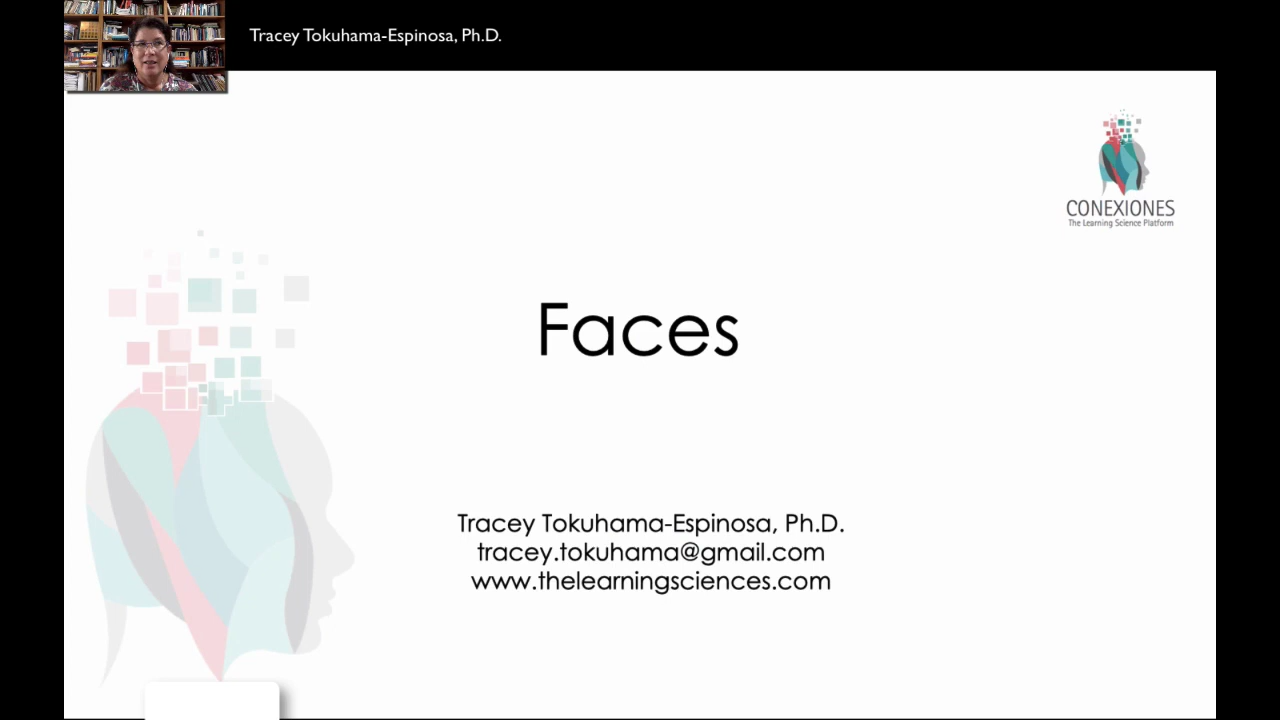 Tracey Tokuhama-Espinosa, Ph.D.
CONEXIONES
The Learning Science Platform
Faces
Tracey Tokuhama-Espinosa, Ph.D.
tracey.tokuhama@gmail.com
www.thelearningsciences.com